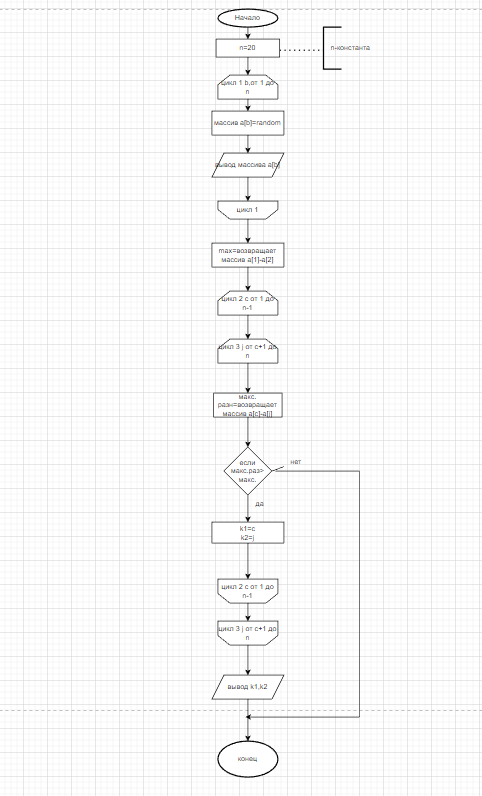 Начало
n=20
n-константа
цикл 1 b,от 1 до
n
массив a[b]=random
вывод массива a[b]
цикл 1
max=возвращает
массив a[1]-a[2]
цикл 2 с от 1 до
n-1
цикл 3 j от с+1 до
n
макс.
разн=возвращает
массив a[c]-a[j]
если
макс.раз>
макс.
нет
да
k1=c
k2=j
цикл 2 с от 1 до
n-1
цикл 3 j от с+1 до
n
вывод k1,k2
конец